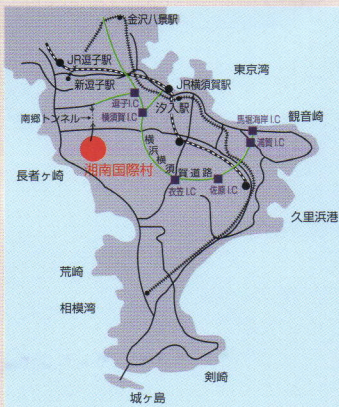 金沢八景駅
JR逗子駅
新逗子駅
JR横須賀駅
東京湾
汐入駅
逗子I.C
横須賀I.C
南郷トンネル
馬堀海岸I.C
観音崎
浦賀I.C
湘南国際村
横浜横須賀道路
長者ヶ崎
衣笠I.C
佐原I.C
久里浜港
荒崎
相模湾
剣崎
城ヶ島